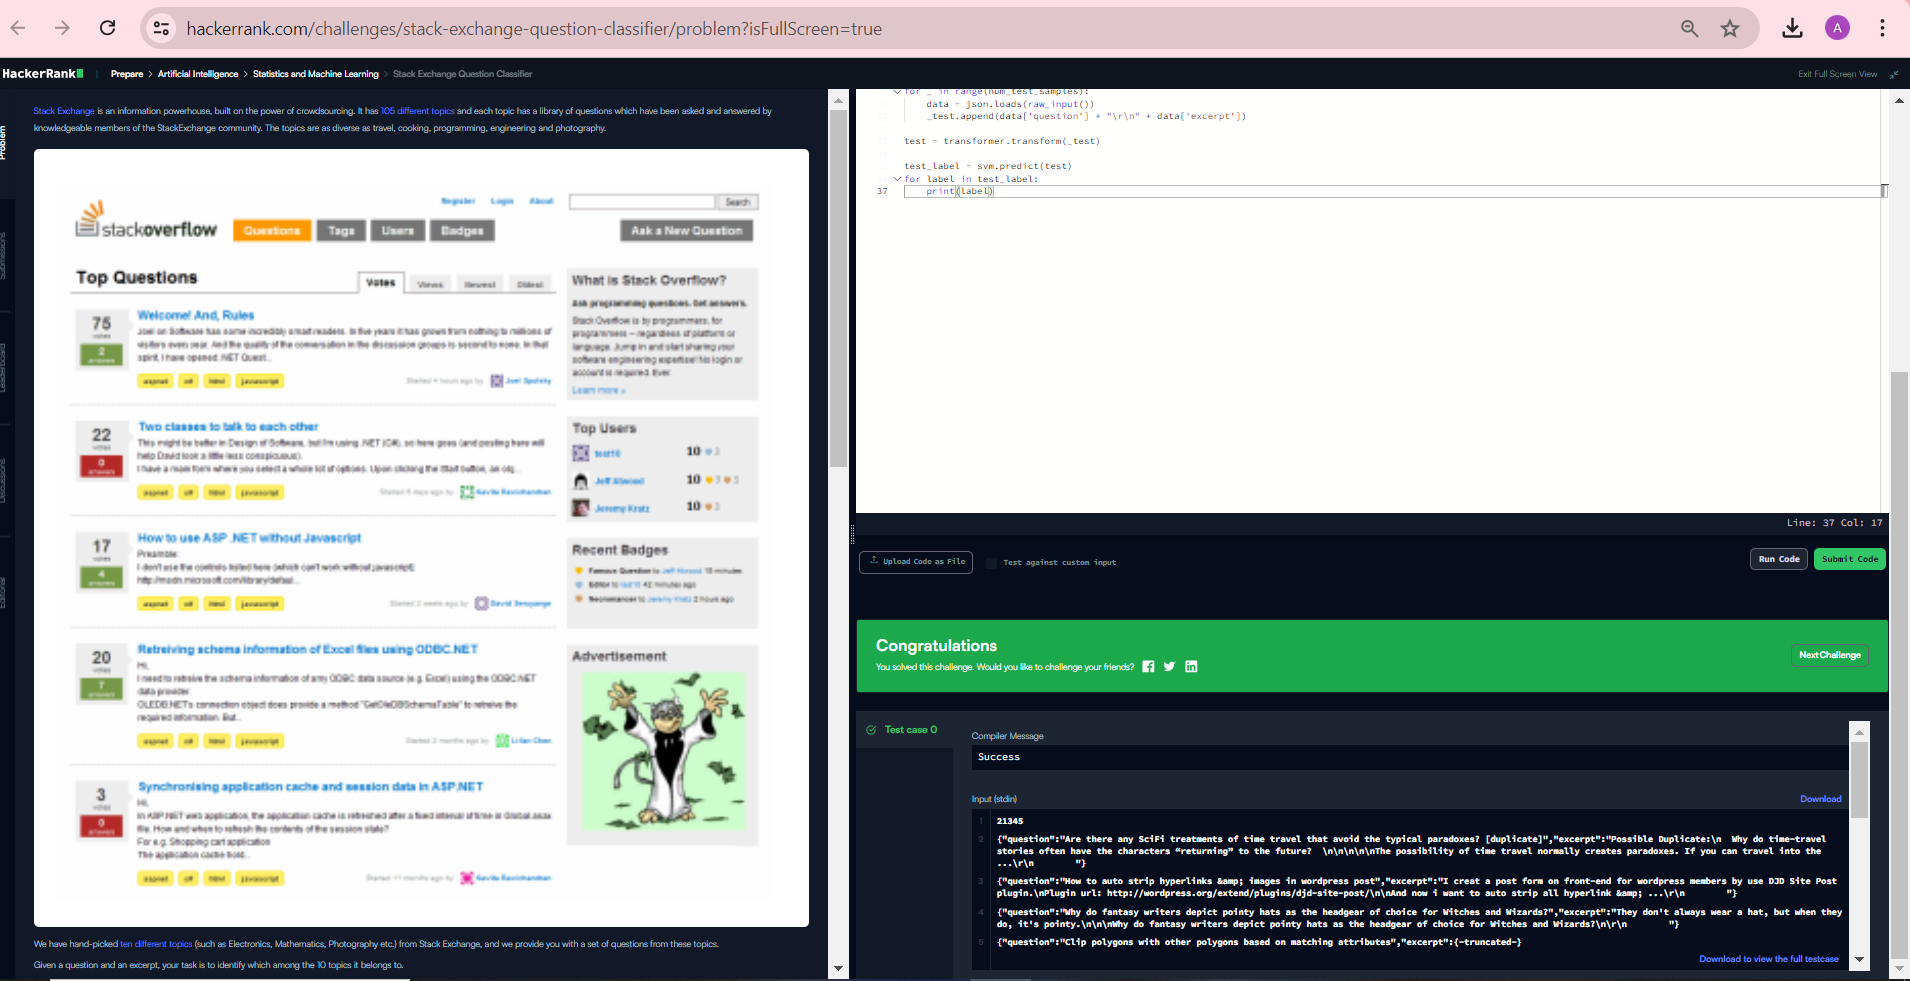 hackerrank.com/challenges/stack-exchange-question-classifier/problem?isFullScreen=true
A
HackerRank
Prepare > Artificial Intelligence > Statistics and Machine Learning > Stack Exchange Question Classifier
Exit Full Screen View
Problem
Submissions
Leaderboard
Discussions
Editorial
Stack Exchange is an information powerhouse, built on the power of crowdsourcing. It has 105 different topics and each topic has a library of questions which have been asked and answered by
knowledgeable members of the StackExchange community. The topics are as diverse as travel, cooking, programming, engineering and photography.
Register Login About
Search
stackoverflow
Questions Tags Users Badges
Ask a New Question
Top Questions
Votes Views Newest Oldest
75
votes
2
answers
Welcome! And, Rules
Joel on Software has some incredibly smart readers. In five years it has grown from nothing to millions of
visitors every year. And the quality of the conversation in the discussion groups is second to none. In that
spirit, I have opened .NET Quest...
aspnet c# html javascript
Started 4 hours ago by Joel Spolsky
22
votes
0
answers
Two classes to talk to each other
This might be better in Design of Software, but I'm using .NET (C#), so here goes (and posting here will
help David look a little less conspicuous).
I have a main form where you select a whole lot of options. Upon clicking the Start button, an obj...
aspnet c# html javascript
Started 6 days ago by Kavita Ravichandran
17
votes
4
answers
How to use ASP .NET without Javascript
Preamble:
I don't use the controls listed here (which can't work without javascript):
http://msdn.microsoft.com/library/defaul...
aspnet c# html javascript
Started 2 weeks ago by David
20
votes
7
answers
Retreiving schema information of Excel files using ODBC.NET
Hi,
I need to retreive the schema information of any ODBC data source (e.g. Excel) using the ODBC.NET
data provider.
OLEDB.NET's connection object does provide a method "GetOleDBSchemaTable" to retreive the
required information. But...
aspnet c# html javascript
Started 2 months ago by Lilian Chen
3
votes
0
answers
Synchronising application cache and session data in ASP.NET
Hi,
In ASP.NET web application, the application cache is refreshed after a fixed interval of time in Global.asax
file. How and when to refresh the contents of the session state?
For e.g. Shopping cart application
The application cache hold...
aspnet c# html javascript
Started 11 months ago by Kavita Ravichandran
What is Stack Overflow?
Ask programming questions. Get answers.
Stack Overflow is by programmers, for
programmers – regardless of platform or
language. Jump in and start sharing your
software engineering expertise! No login or
account is required. Ever.
Learn more »
Top Users
test10 10 3
Jeff Atwood 10 3 3
Jeremy Kratz 10 3
Recent Badges
Famous Question to Jeff Atwood 10 minutes
Editor to test10 42 minutes ago
Necromancer to Jeremy Kratz 2 hours ago
Advertisement
We have hand-picked ten different topics (such as Electronics, Mathematics, Photography etc.) from Stack Exchange, and we provide you with a set of questions from these topics.
Given a question and an excerpt, your task is to identify which among the 10 topics it belongs to.
for _ in range(num_test_samples):
data = json.loads(raw_input())
_test.append(data['question'] + "\r\n" + data['excerpt'])
test = transformer.transform(_test)
test_label = svm.predict(test)
for label in test_label:
37 print(label)
Line: 37 Col: 17
Upload Code as File
Test against custom input
Run Code
Submit Code
Congratulations
You solved this challenge. Would you like to challenge your friends?
Next Challenge
Test case 0
Compiler Message
Success
Input (stdin)
Download
1 21345
2 {"question":"Are there any SciFi treatments of time travel that avoid the typical paradoxes? [duplicate]","excerpt":"Possible Duplicate:\n  Why do time-travel
stories often have the characters “returning” to the future?  \n\n\n\n\nThe possibility of time travel normally creates paradoxes. If you can travel into the
...\r\n        "}
3 {"question":"How to auto strip hyperlinks &amp; images in wordpress post","excerpt":"I creat a post form on front-end for wordpress members by use DJD Site Post
plugin.\nPlugin url: http://wordpress.org/extend/plugins/djd-site-post/\n\nAnd now i want to auto strip all hyperlink &amp; ...\r\n        "}
4 {"question":"Why do fantasy writers depict pointy hats as the headgear of choice for Witches and Wizards?","excerpt":"They don't always wear a hat, but when they
do, it's pointy.\n\n\nWhy do fantasy writers depict pointy hats as the headgear of choice for Witches and Wizards?\n\r\n        "}
5 {"question":"Clip polygons with other polygons based on matching attributes","excerpt":{-truncated-}
Download to view the full testcase